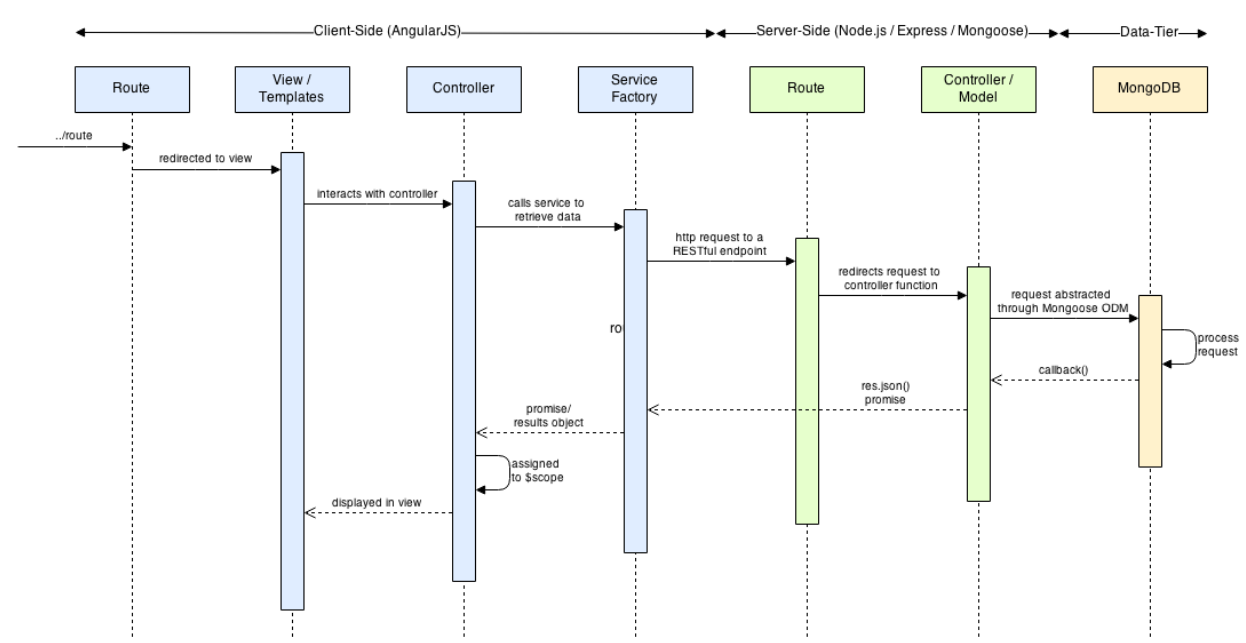 Client-Side (AngularJS)
Server-Side (Node.js / Express / Mongoose)
Data-Tier
Route
View /
Templates
Controller
Service
Factory
Route
Controller /
Model
MongoDB
../route
redirected to view
interacts with controller
calls service to
retrieve data
http request to a
RESTful endpoint
redirects request to
controller function
request abstracted
through Mongoose ODM
rou
process
request
callback()
res.json()
promise
promise/
results object
assigned
to $scope
displayed in view